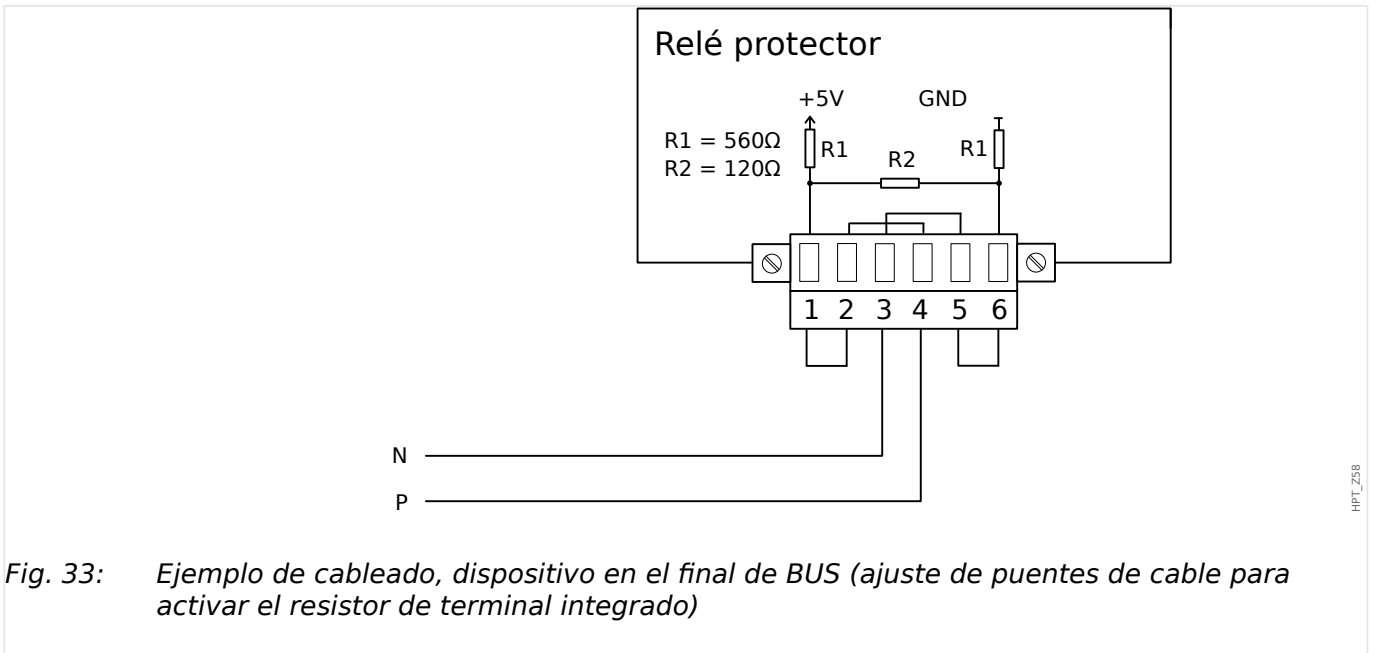 Relé protector
+5V GND
R1 = 560Ω
R2 = 120Ω
R1 R2 R1
1 2 3 4 5 6
N
P
HPT_Z58
Fig. 33: Ejemplo de cableado, dispositivo en el final de BUS (ajuste de puentes de cable para
activar el resistor de terminal integrado)